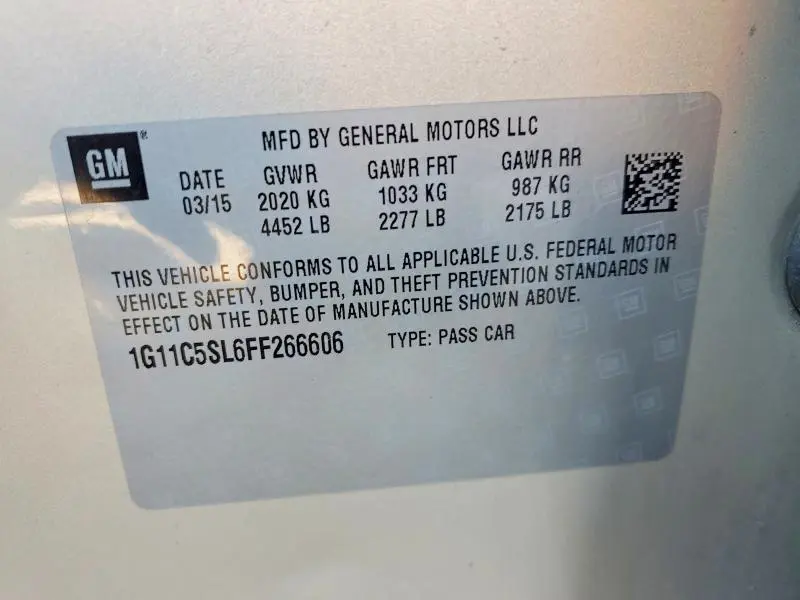 GM ®
MFD BY GENERAL MOTORS LLC
DATE GVWR GAWR FRT GAWR RR
03/15 2020 KG 1033 KG 987 KG
4452 LB 2277 LB 2175 LB
THIS VEHICLE CONFORMS TO ALL APPLICABLE U.S. FEDERAL MOTOR
VEHICLE SAFETY, BUMPER, AND THEFT PREVENTION STANDARDS IN
EFFECT ON THE DATE OF MANUFACTURE SHOWN ABOVE.
1G11C5SL6FF266606 TYPE: PASS CAR